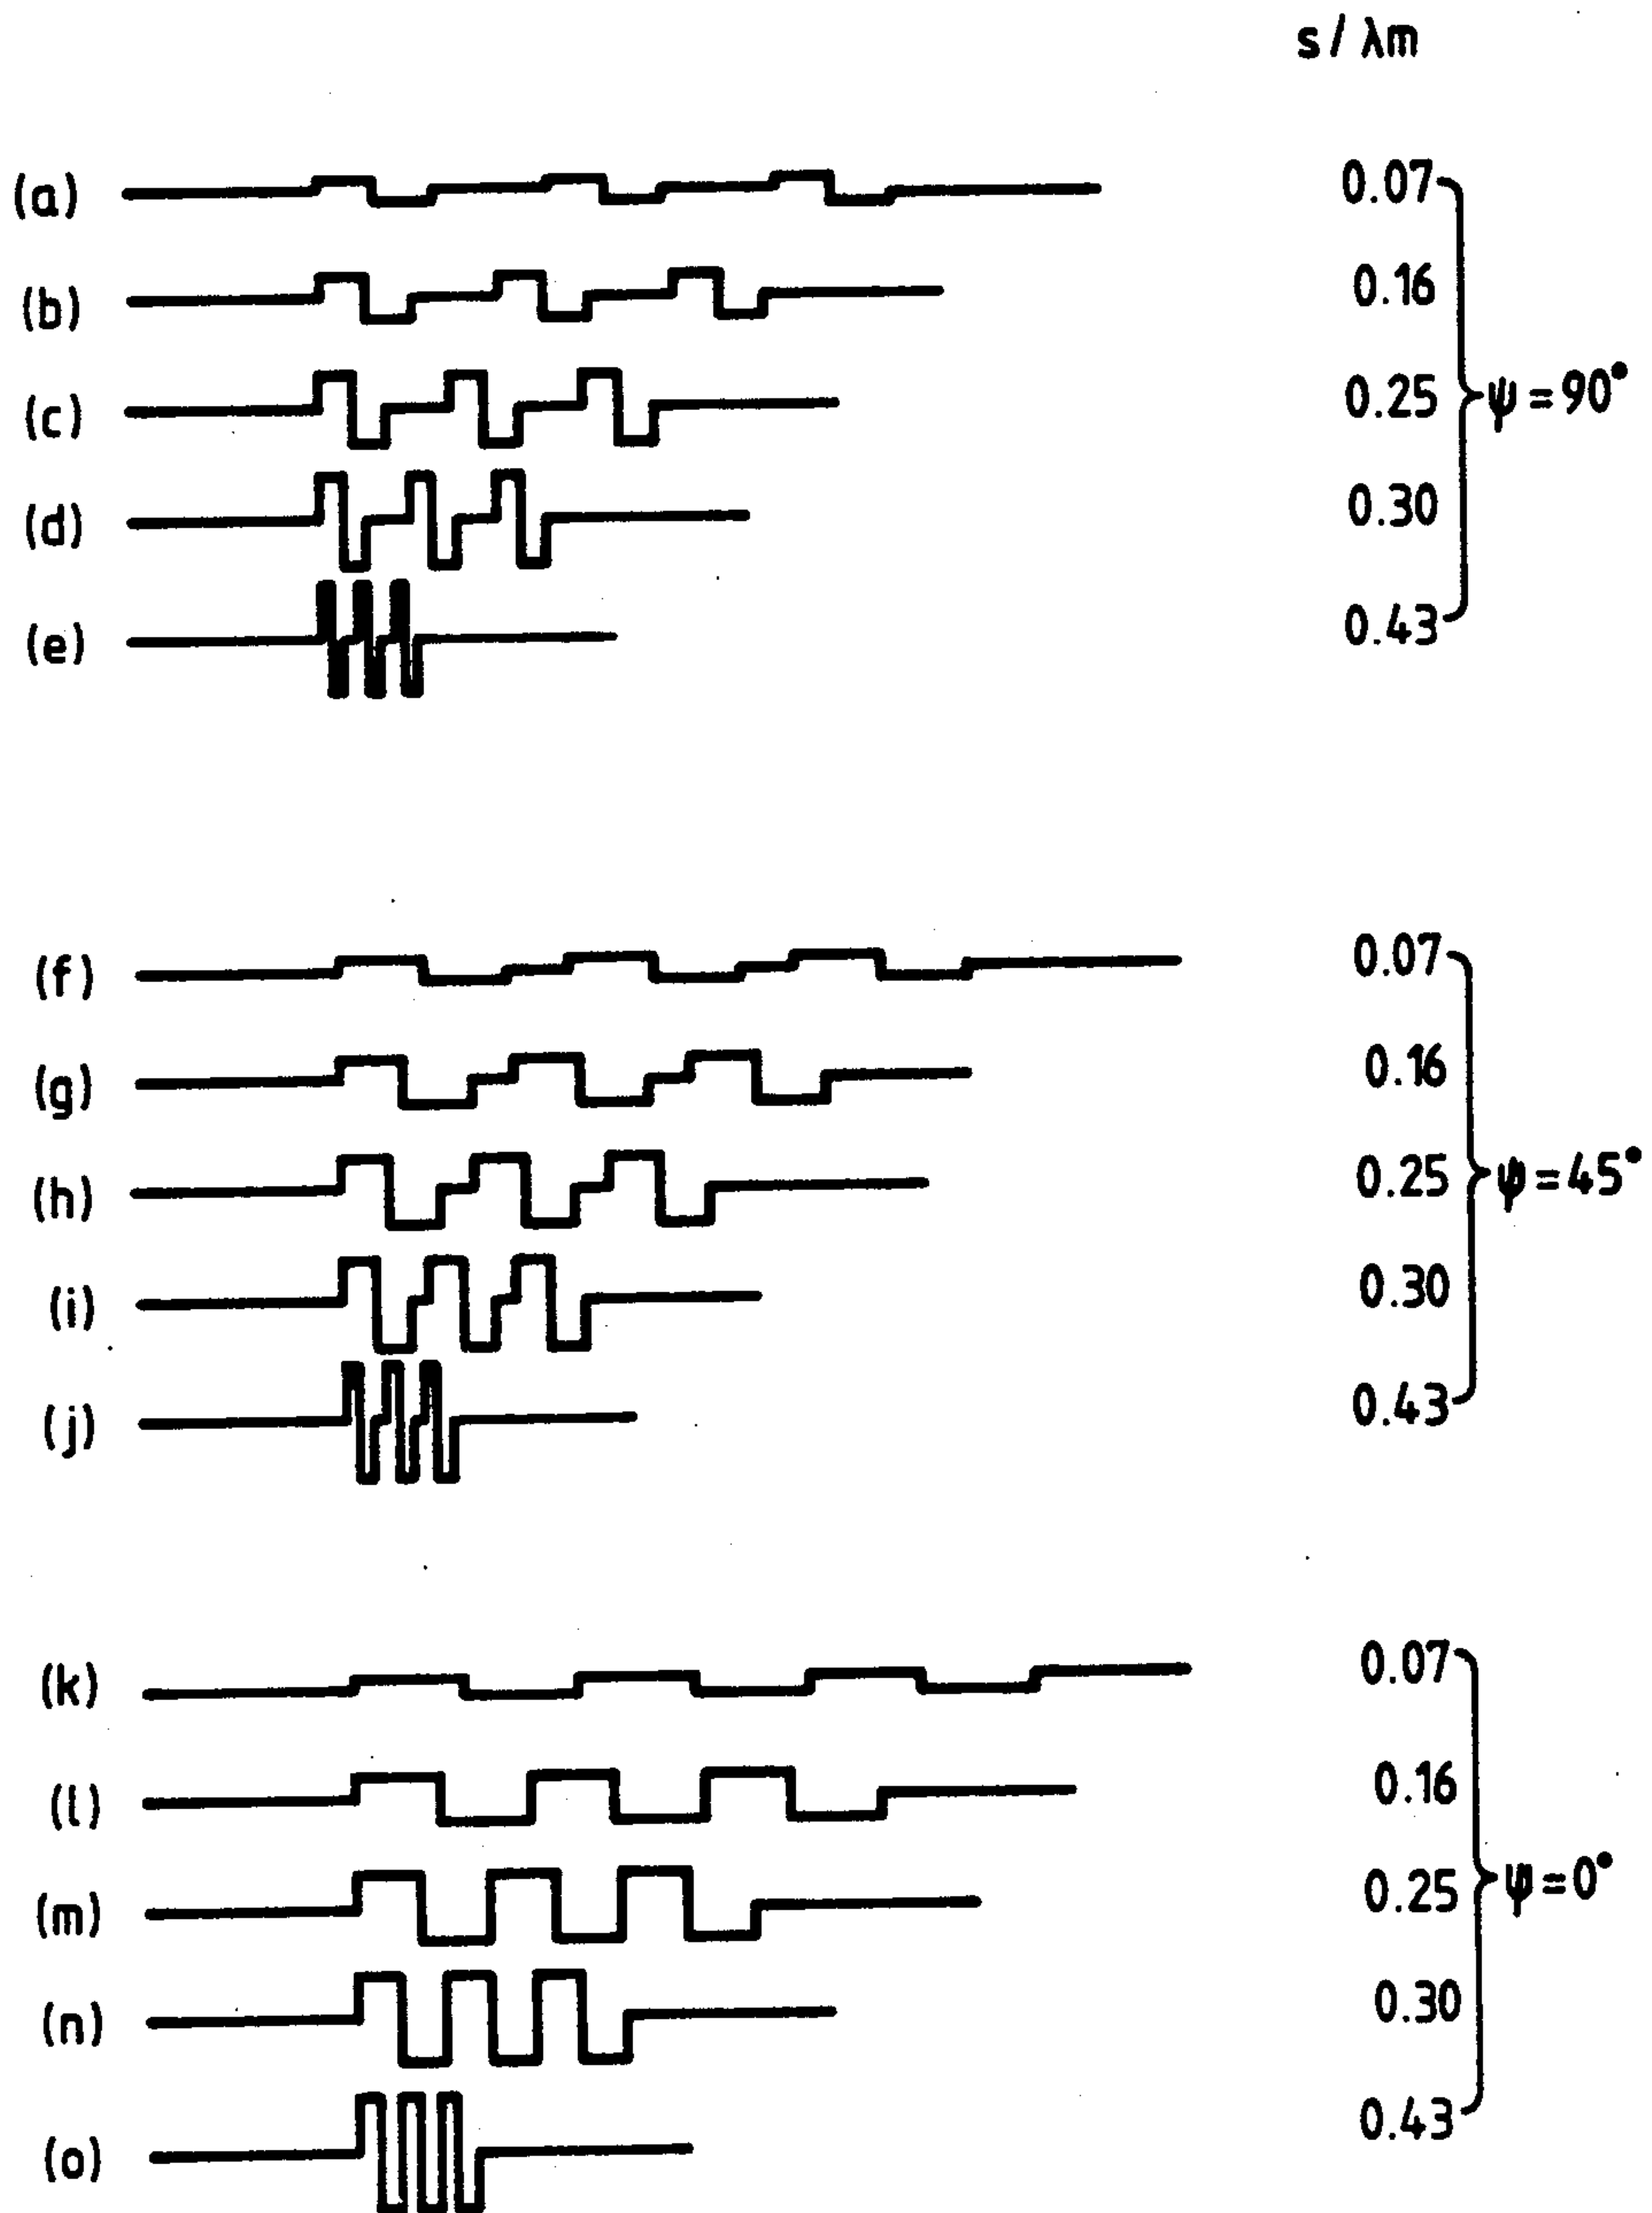 s / λm
(a) 0.07
(b) 0.16
(c) 0.25 ψ = 90°
(d) 0.30
(e) 0.43
(f) 0.07
(g) 0.16
(h) 0.25 ψ = 45°
(i) 0.30
(j) 0.43
(k) 0.07
(l) 0.16
(m) 0.25 ψ = 0°
(n) 0.30
(o) 0.43